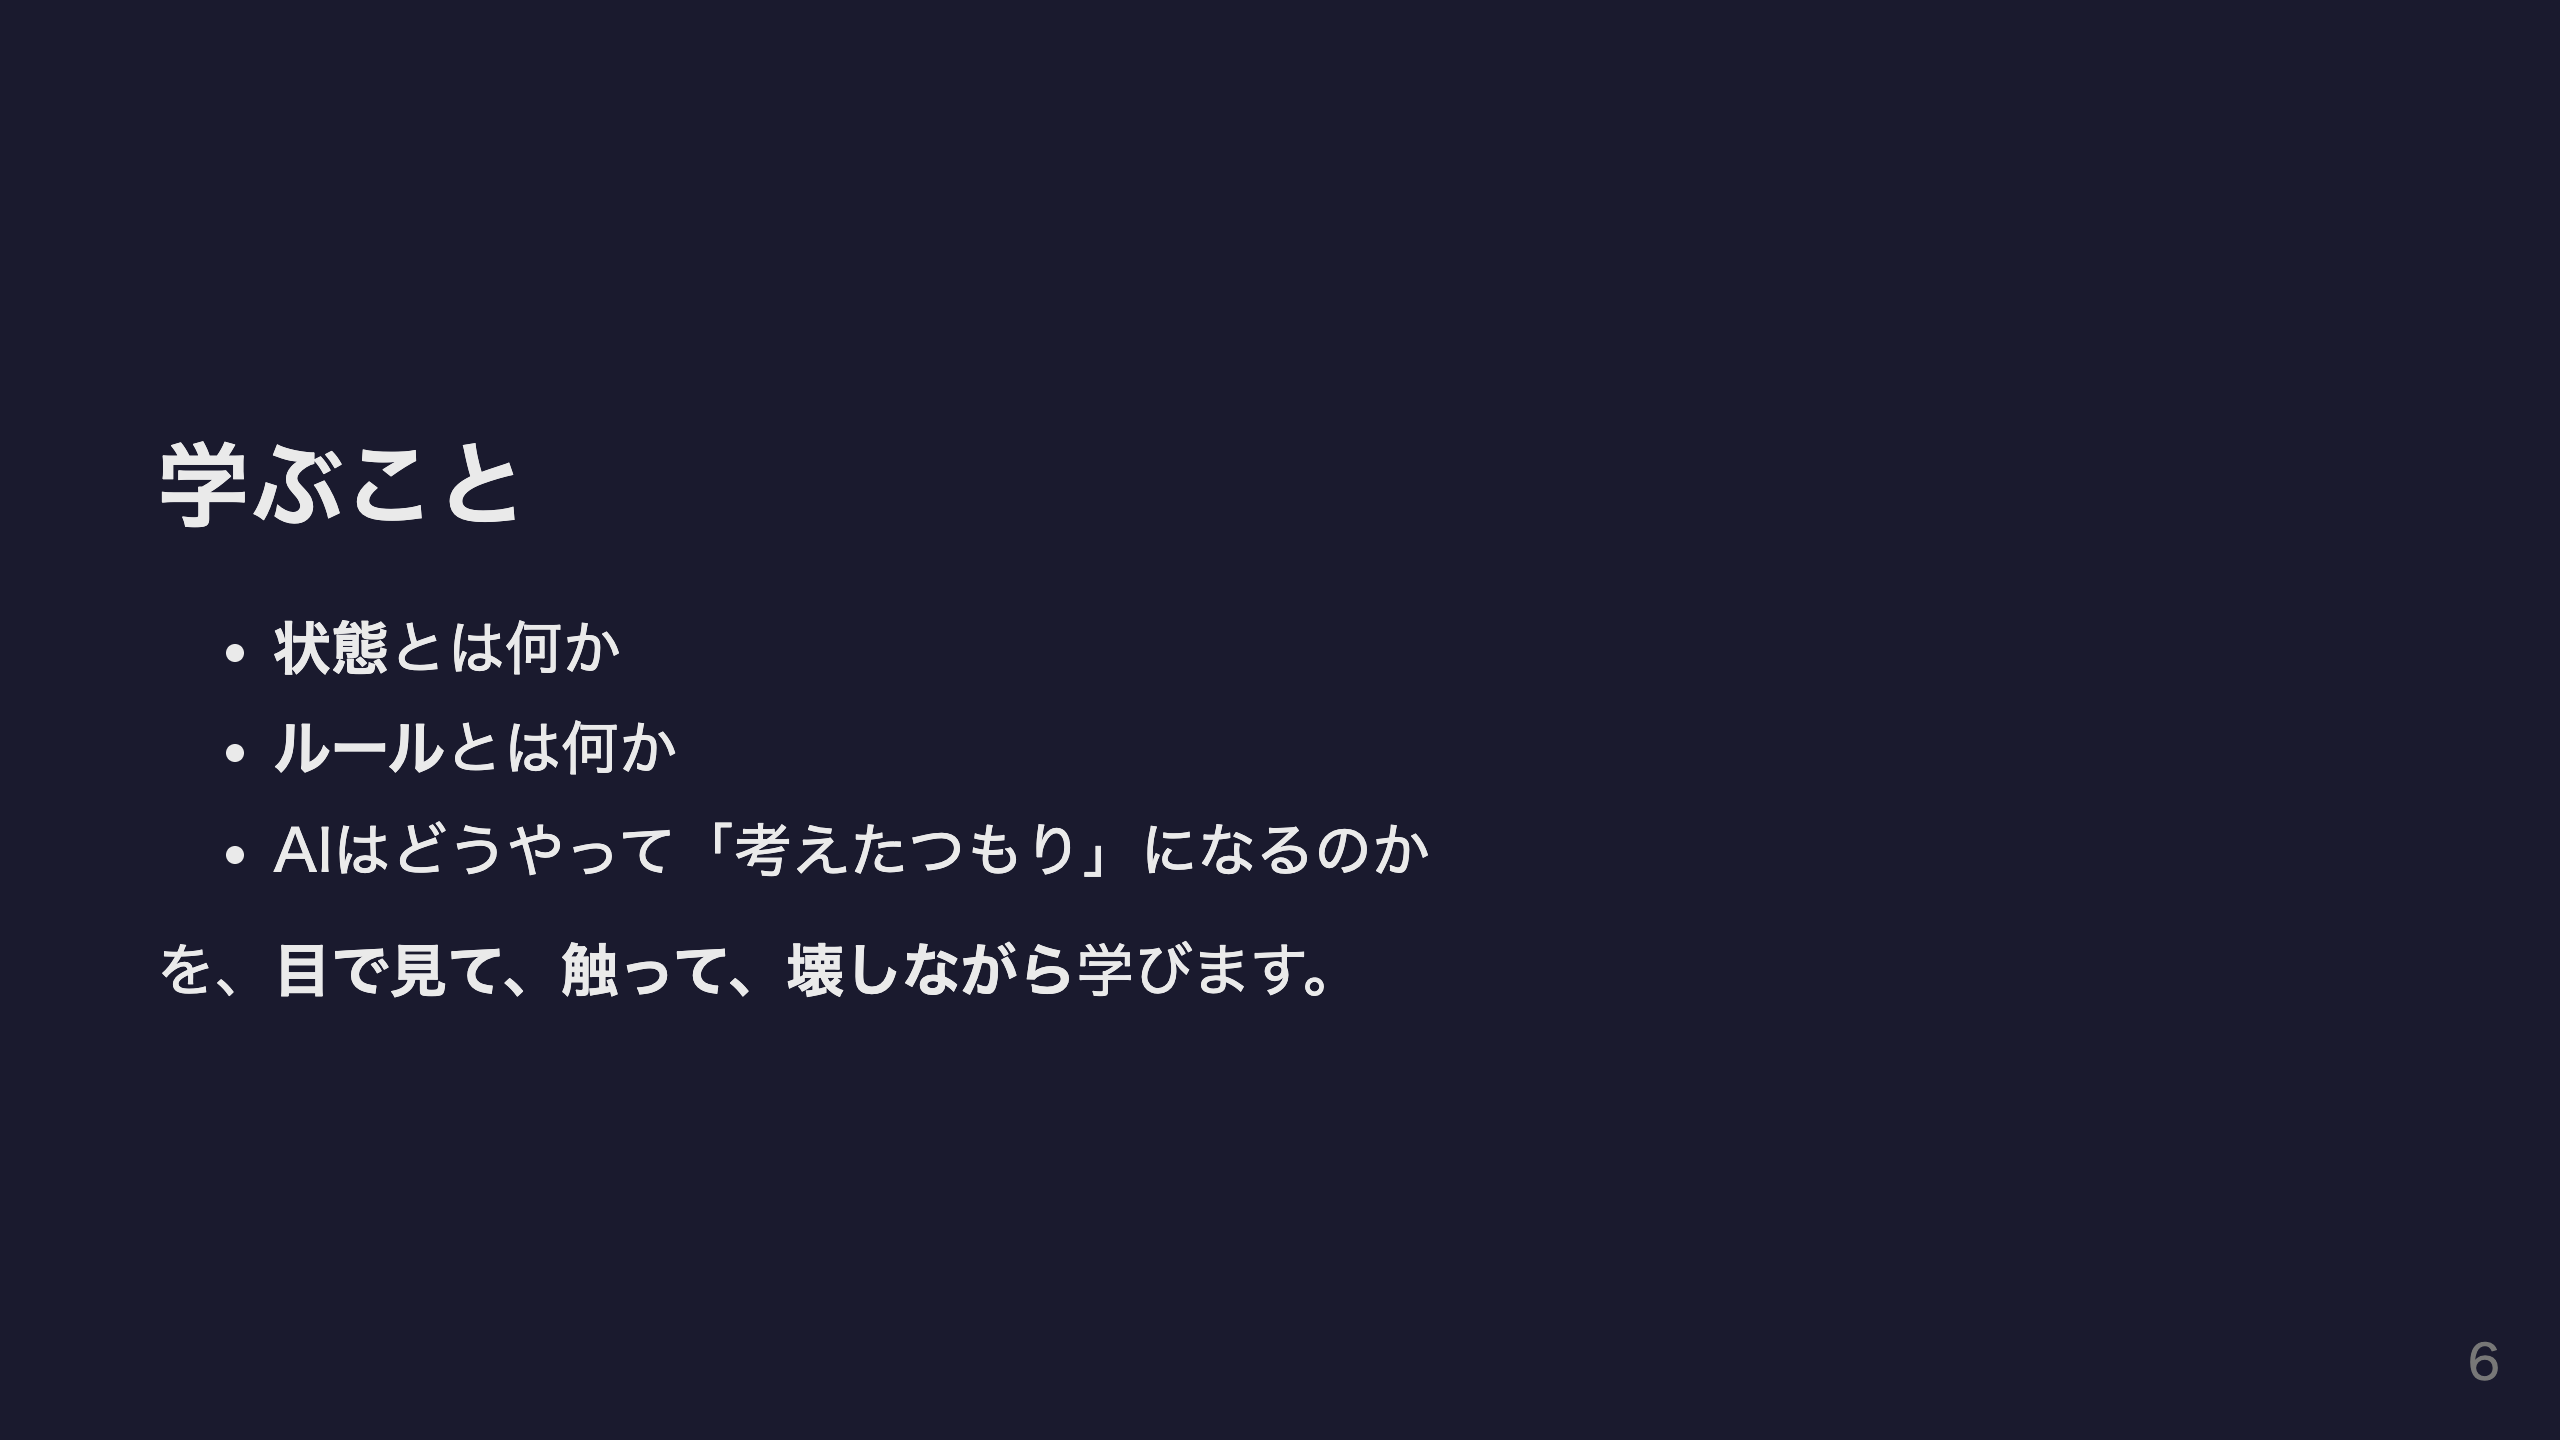 学ぶこと
• 状態とは何か
• ルールとは何か
• AIはどうやって「考えたつもり」になるのか
を、目で見て、触って、壊しながら学びます。
6